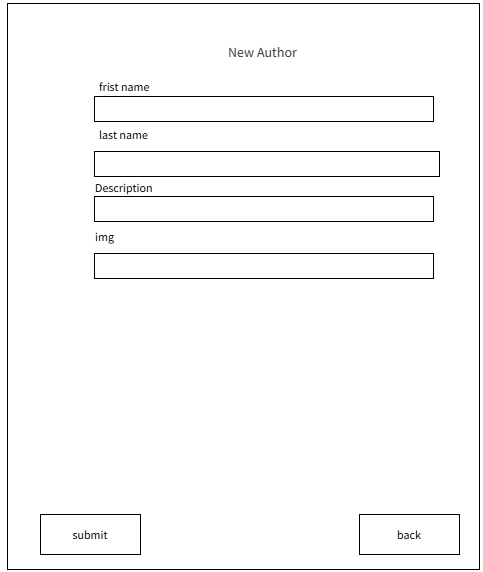 New Author
frist name
last name
Description
img
submit
back